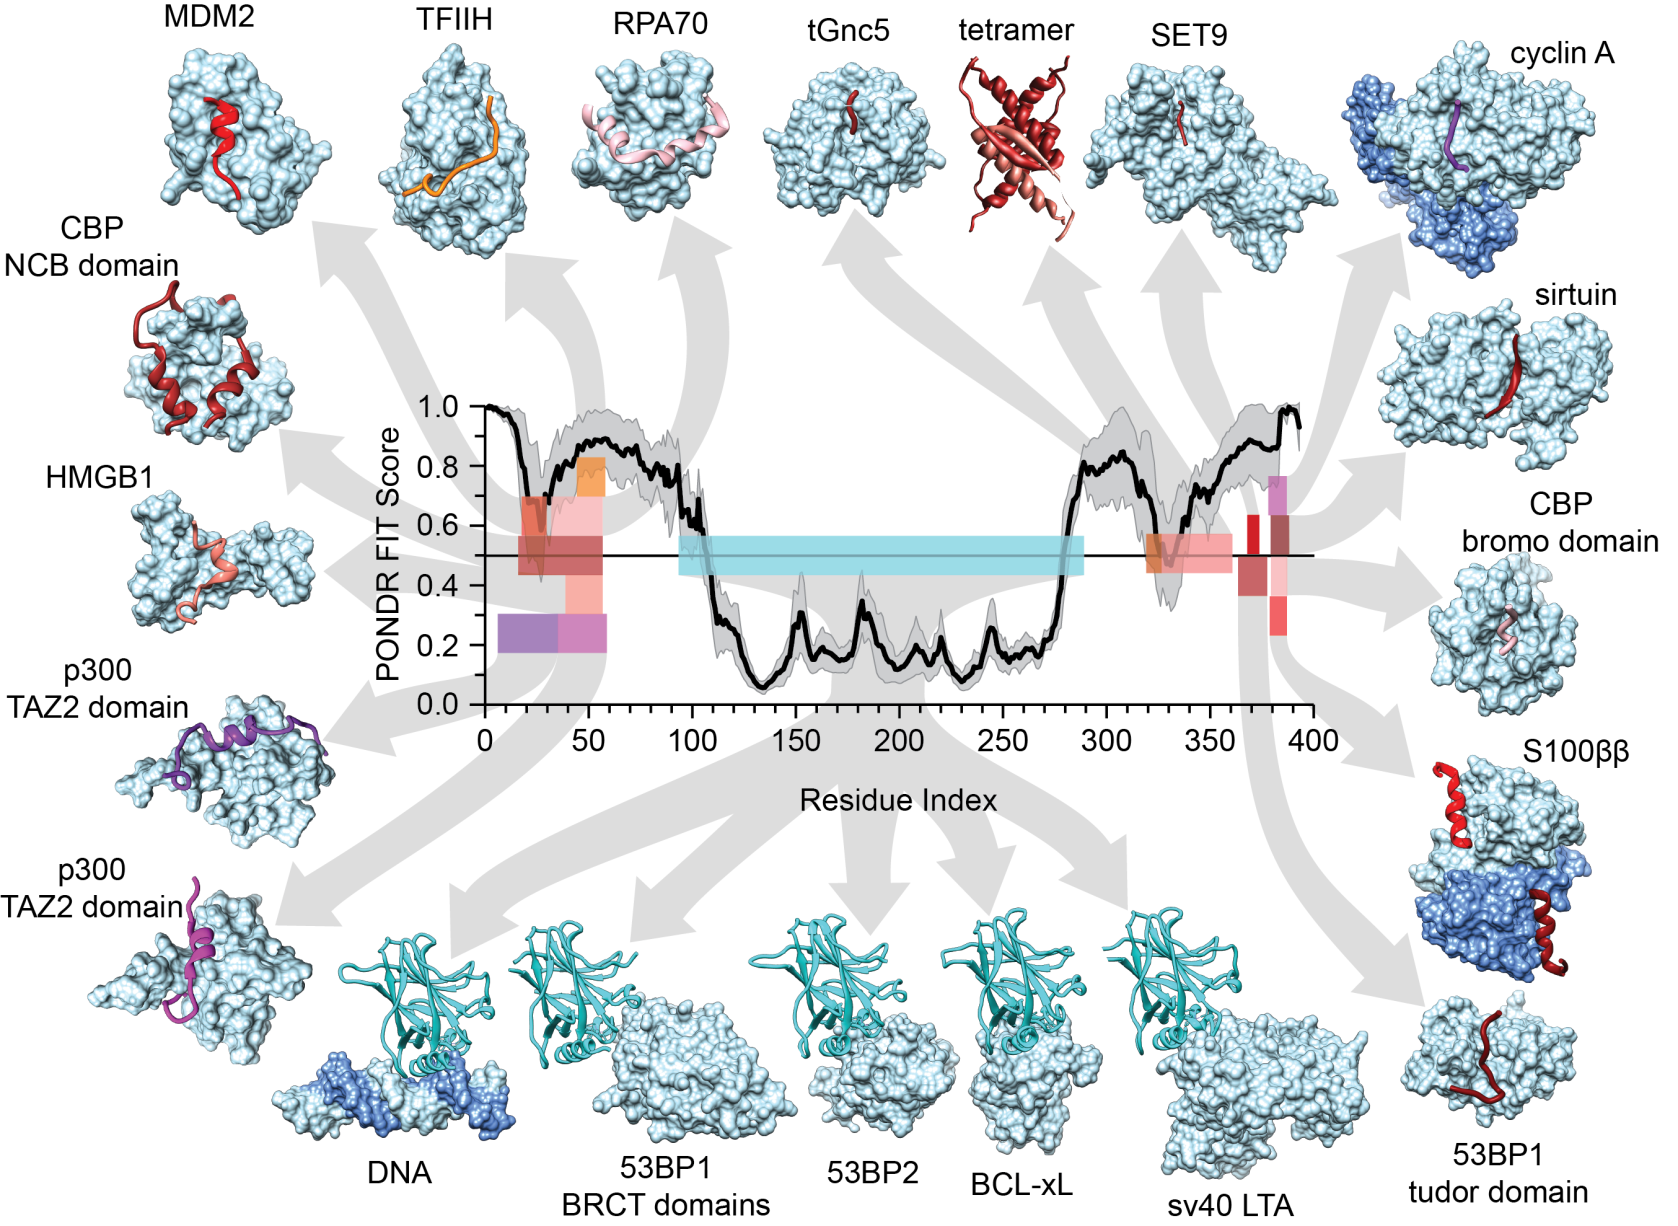 MDM2
TFIIH
RPA70
tGnc5
tetramer
SET9
cyclin A
CBP
NCB domain
sirtuin
HMGB1
CBP
bromo domain
p300
TAZ2 domain
S100ββ
p300
TAZ2 domain
PONDR FIT Score
1.0
0.8
0.6
0.4
0.2
0.0
0 50 100 150 200 250 300 350 400
Residue Index
DNA
53BP1
BRCT domains
53BP2
BCL-xL
sv40 LTA
53BP1
tudor domain